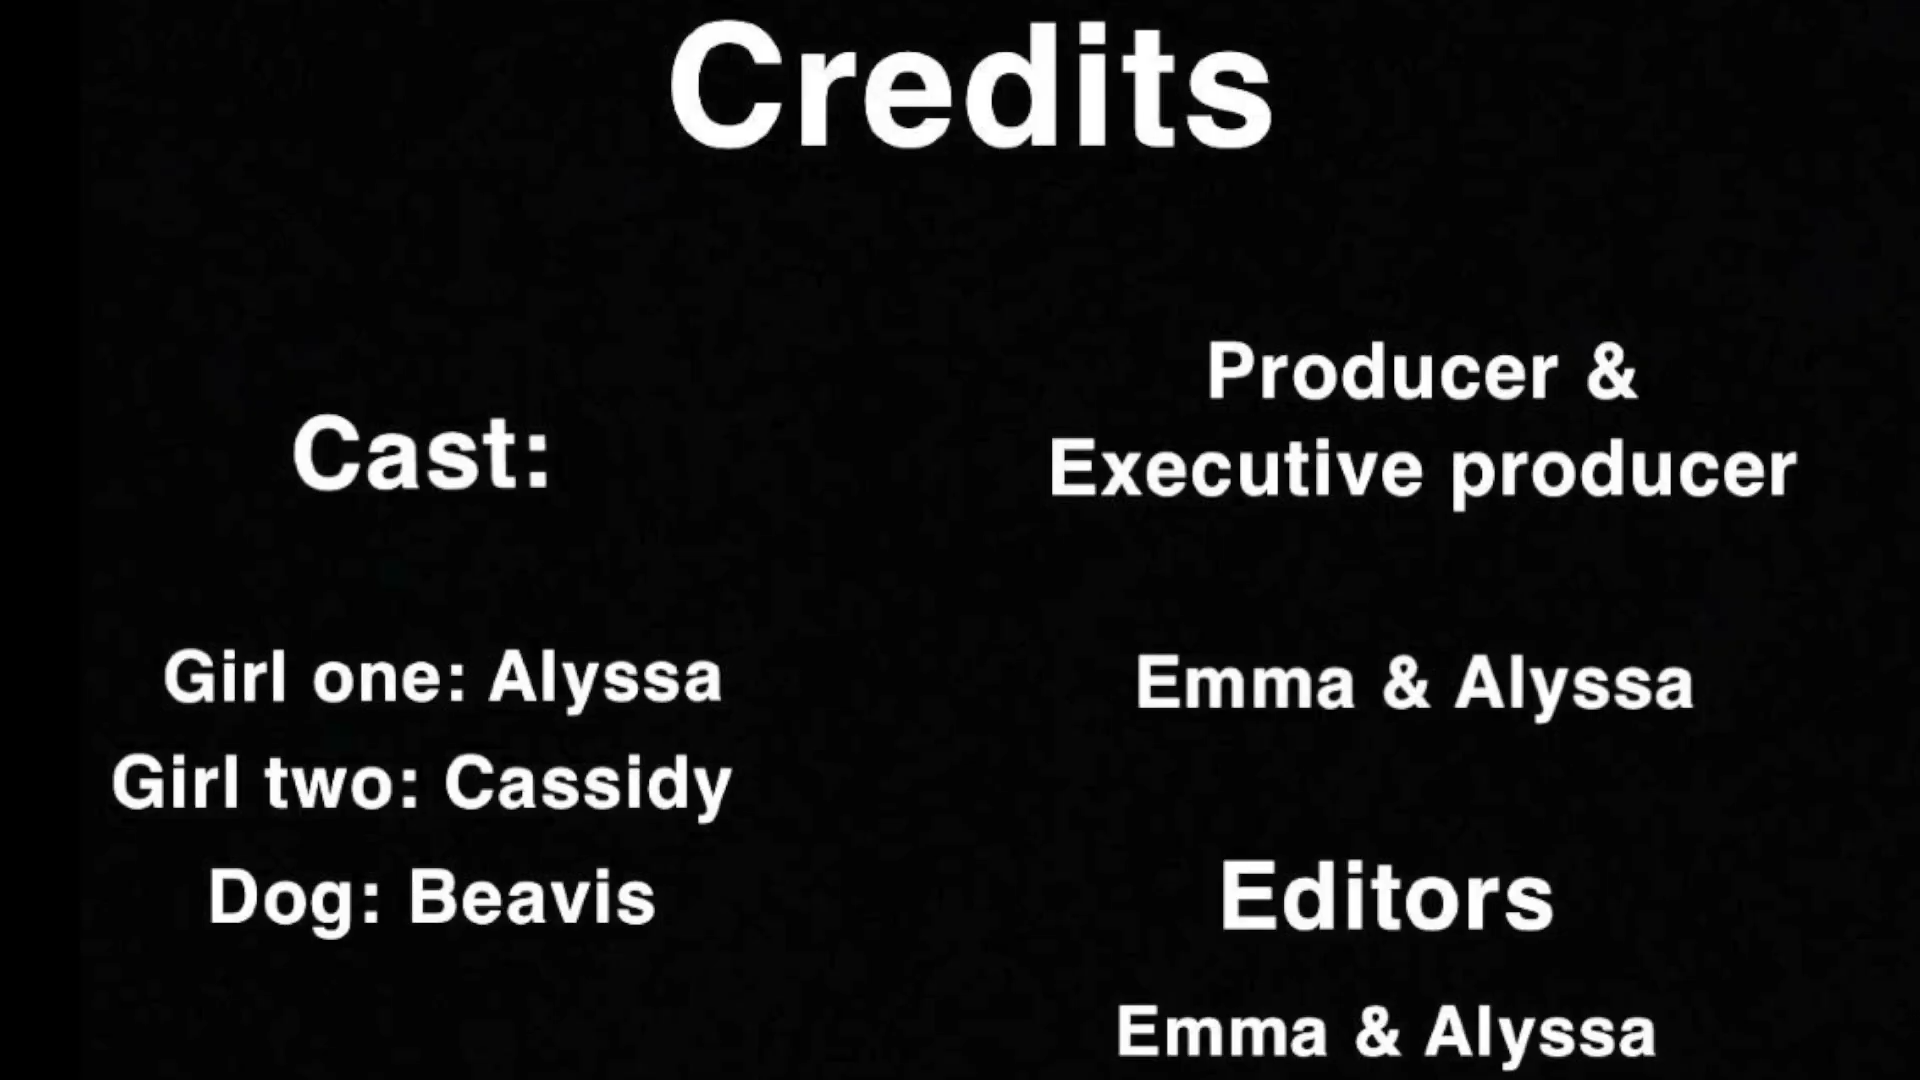 Credits
Cast:
Girl one: Alyssa
Girl two: Cassidy
Dog: Beavis
Producer &
Executive producer
Emma & Alyssa
Editors
Emma & Alyssa